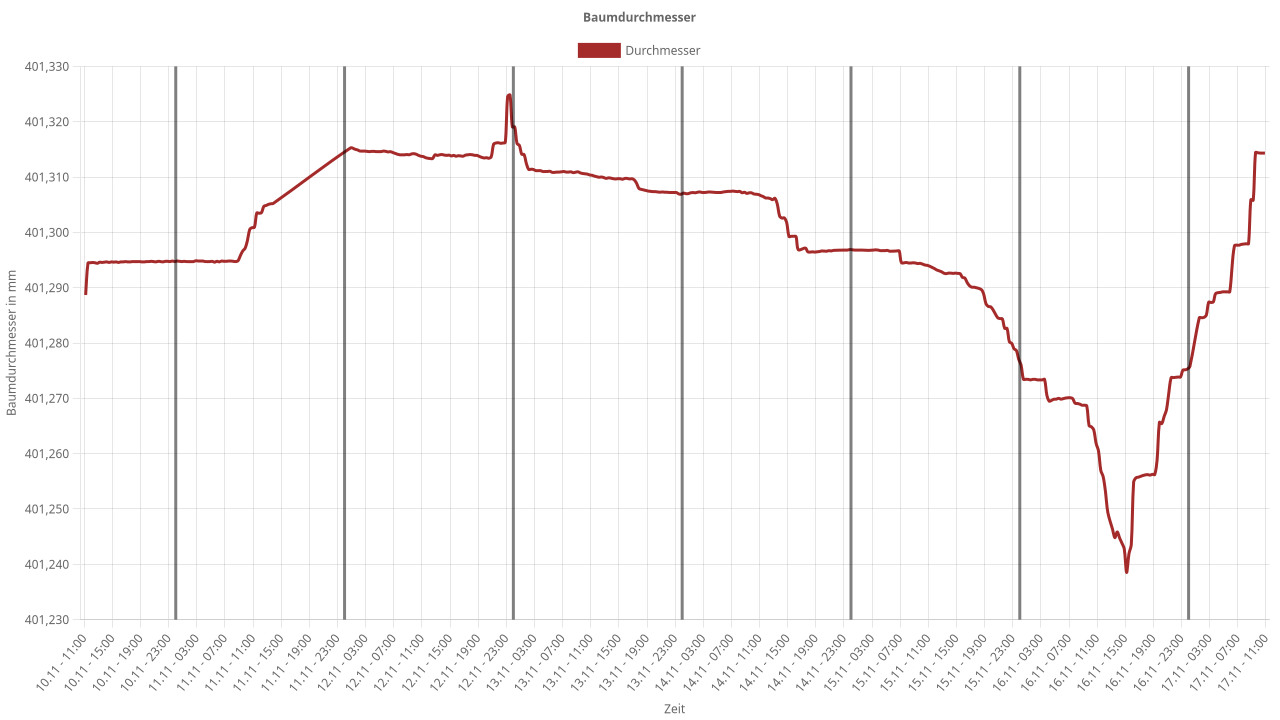 Baumdurchmesser
Durchmesser
Baumdurchmesser in mm
401,330
401,320
401,310
401,300
401,290
401,280
401,270
401,260
401,250
401,240
401,230
10.11 - 11:00
10.11 - 15:00
10.11 - 19:00
10.11 - 23:00
11.11 - 03:00
11.11 - 07:00
11.11 - 11:00
11.11 - 15:00
11.11 - 19:00
11.11 - 23:00
12.11 - 03:00
12.11 - 07:00
12.11 - 11:00
12.11 - 15:00
12.11 - 19:00
12.11 - 23:00
13.11 - 03:00
13.11 - 07:00
13.11 - 11:00
13.11 - 15:00
13.11 - 19:00
13.11 - 23:00
14.11 - 03:00
14.11 - 07:00
14.11 - 11:00
14.11 - 15:00
14.11 - 19:00
14.11 - 23:00
15.11 - 03:00
15.11 - 07:00
15.11 - 11:00
15.11 - 15:00
15.11 - 19:00
15.11 - 23:00
16.11 - 03:00
16.11 - 07:00
16.11 - 11:00
16.11 - 15:00
16.11 - 19:00
16.11 - 23:00
17.11 - 03:00
17.11 - 07:00
17.11 - 11:00
Zeit